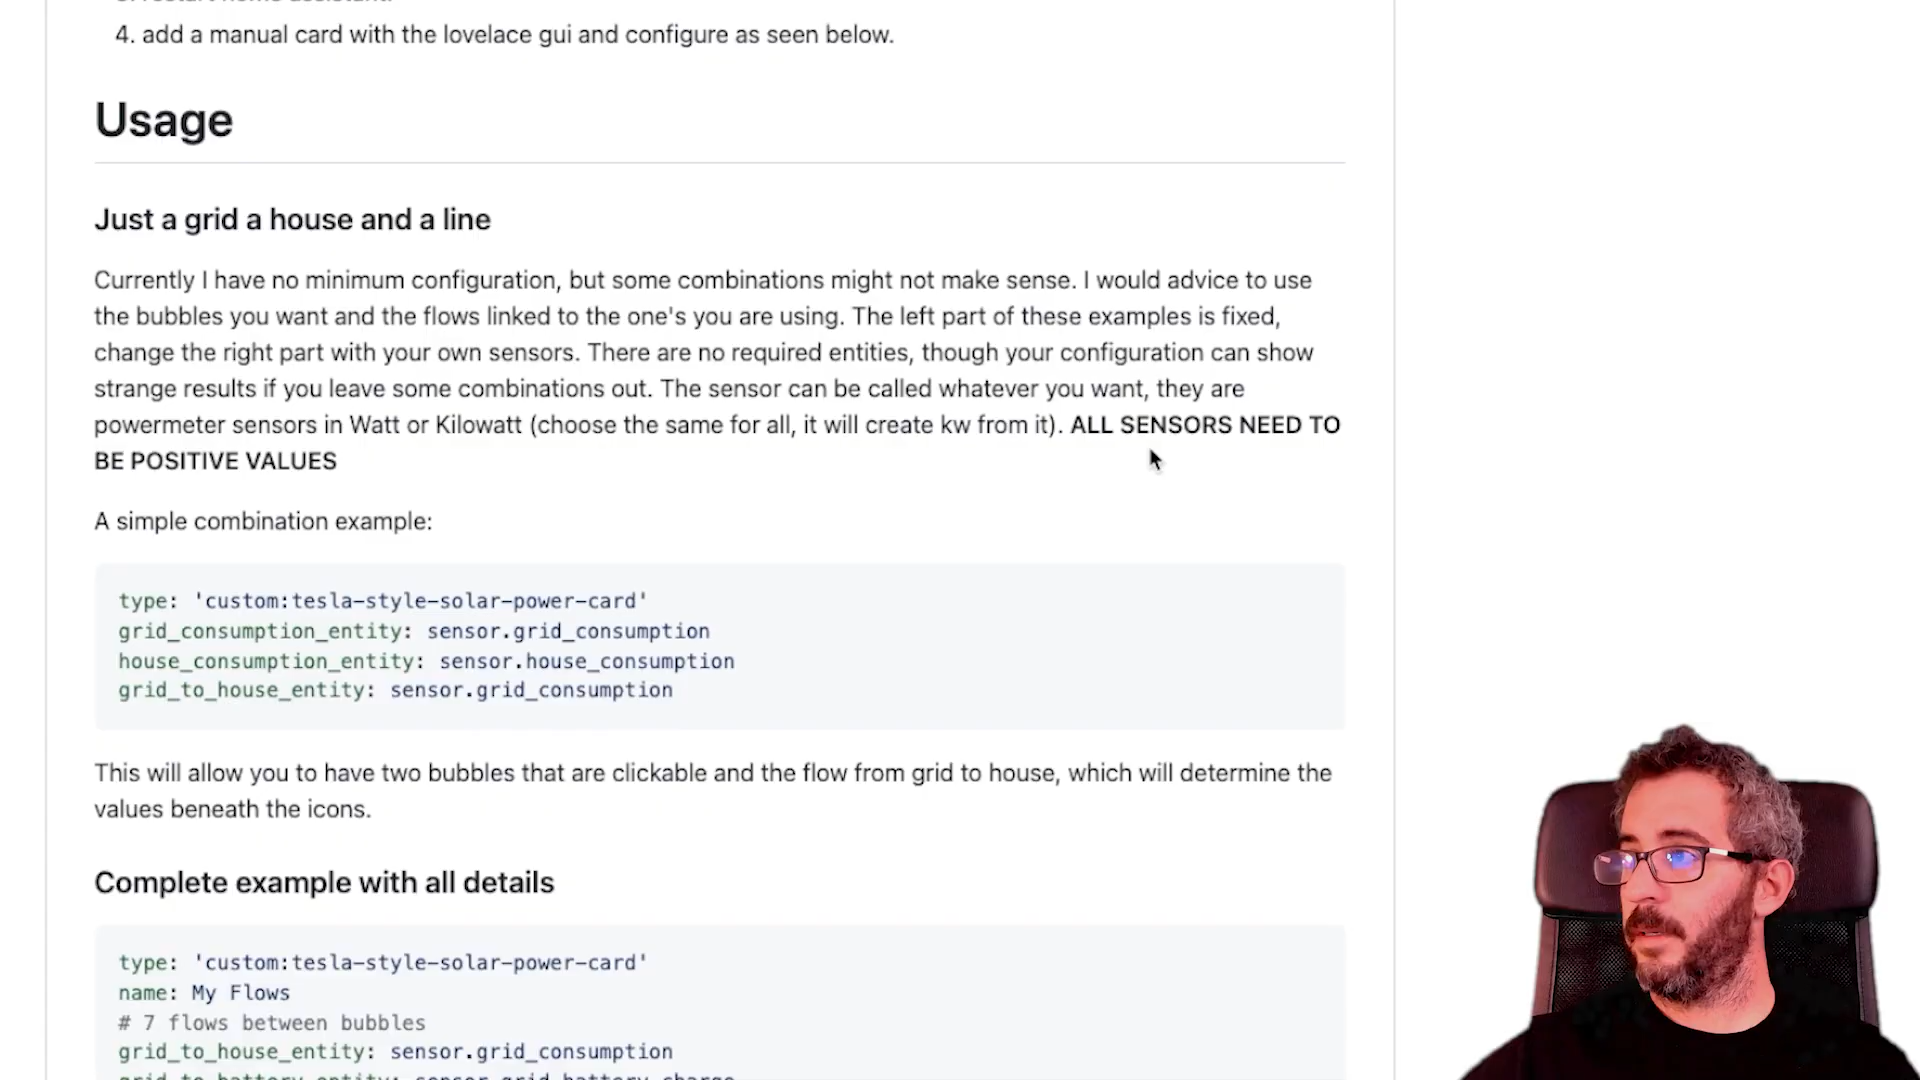 3. restart home assistant.
4. add a manual card with the lovelace gui and configure as seen below.
Usage
Just a grid a house and a line
Currently I have no minimum configuration, but some combinations might not make sense. I would advice to use
the bubbles you want and the flows linked to the one's you are using. The left part of these examples is fixed,
change the right part with your own sensors. There are no required entities, though your configuration can show
strange results if you leave some combinations out. The sensor can be called whatever you want, they are
powermeter sensors in Watt or Kilowatt (choose the same for all, it will create kw from it). ALL SENSORS NEED TO
BE POSITIVE VALUES
A simple combination example:
type: 'custom:tesla-style-solar-power-card'
grid_consumption_entity: sensor.grid_consumption
house_consumption_entity: sensor.house_consumption
grid_to_house_entity: sensor.grid_consumption
This will allow you to have two bubbles that are clickable and the flow from grid to house, which will determine the
values beneath the icons.
Complete example with all details
type: 'custom:tesla-style-solar-power-card'
name: My Flows
# 7 flows between bubbles
grid_to_house_entity: sensor.grid_consumption
grid_to_battery_entity: sensor.grid_battery_charge